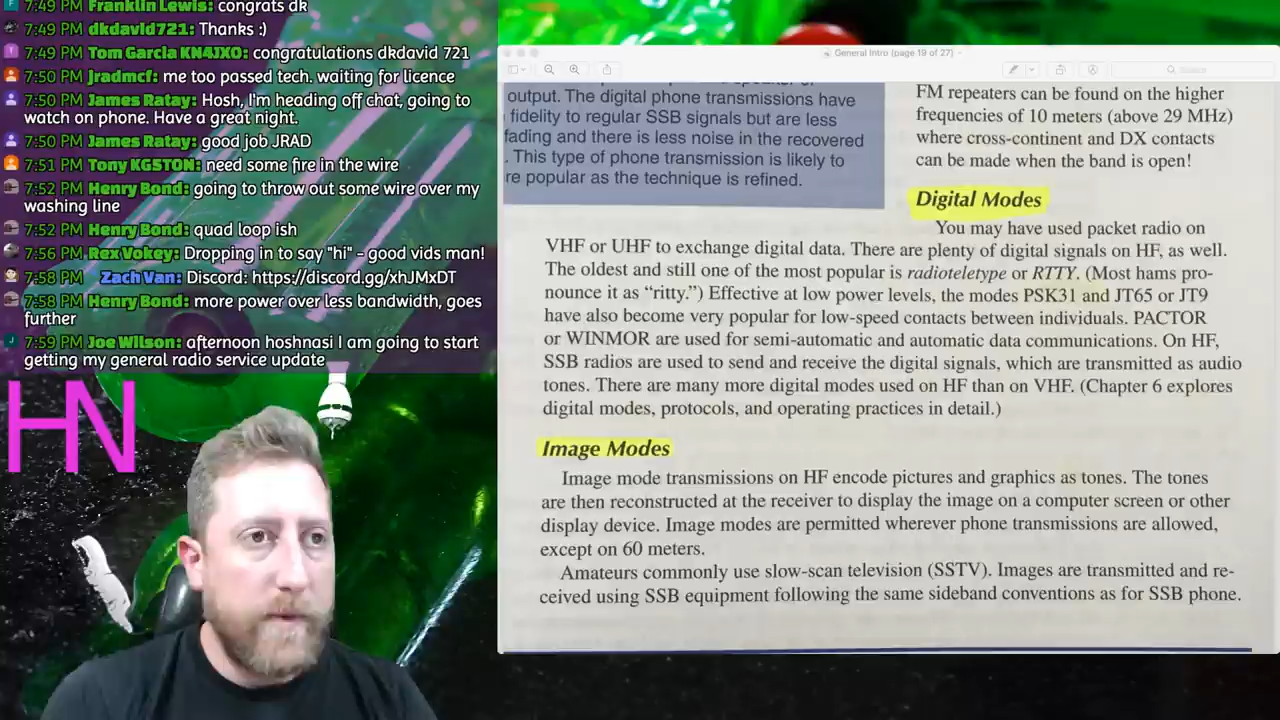 7:49 PM Franklin Lewis: congrats dk
7:49 PM dkdavid721: Thanks :)
7:49 PM Tom Garcia KN4JXO: congratulations dkdavid 721
7:50 PM jradmcf: me too passed tech. waiting for licence
7:50 PM James Ratay: Hosh, I'm heading off chat, going to
watch on phone. Have a great night.
7:50 PM James Ratay: good job JRAD
7:51 PM Tony KG5TON: need some fire in the wire
7:52 PM Henry Bond: going to throw out some wire over my
washing line
7:52 PM Henry Bond: quad loop ish
7:56 PM Rex Vokey: Dropping in to say "hi" - good vids man!
7:58 PM Zach Van: Discord: https://discord.gg/xhJMxDT
7:58 PM Henry Bond: more power over less bandwidth, goes
further
7:59 PM Joe Wilson: afternoon hoshnasi I am going to start
getting my general radio service update
HN
General Intro (page 19 of 27)
Search
output. The digital phone transmissions have
fidelity to regular SSB signals but are less
fading and there is less noise in the recovered
. This type of phone transmission is likely to
re popular as the technique is refined.
FM repeaters can be found on the higher
frequencies of 10 meters (above 29 MHz)
where cross-continent and DX contacts
can be made when the band is open!
Digital Modes
You may have used packet radio on
VHF or UHF to exchange digital data. There are plenty of digital signals on HF, as well.
The oldest and still one of the most popular is radioteletype or RTTY. (Most hams pro-
nounce it as “ritty.”) Effective at low power levels, the modes PSK31 and JT65 or JT9
have also become very popular for low-speed contacts between individuals. PACTOR
or WINMOR are used for semi-automatic and automatic data communications. On HF,
SSB radios are used to send and receive the digital signals, which are transmitted as audio
tones. There are many more digital modes used on HF than on VHF. (Chapter 6 explores
digital modes, protocols, and operating practices in detail.)
Image Modes
Image mode transmissions on HF encode pictures and graphics as tones. The tones
are then reconstructed at the receiver to display the image on a computer screen or other
display device. Image modes are permitted wherever phone transmissions are allowed,
except on 60 meters.
Amateurs commonly use slow-scan television (SSTV). Images are transmitted and re-
ceived using SSB equipment following the same sideband conventions as for SSB phone.